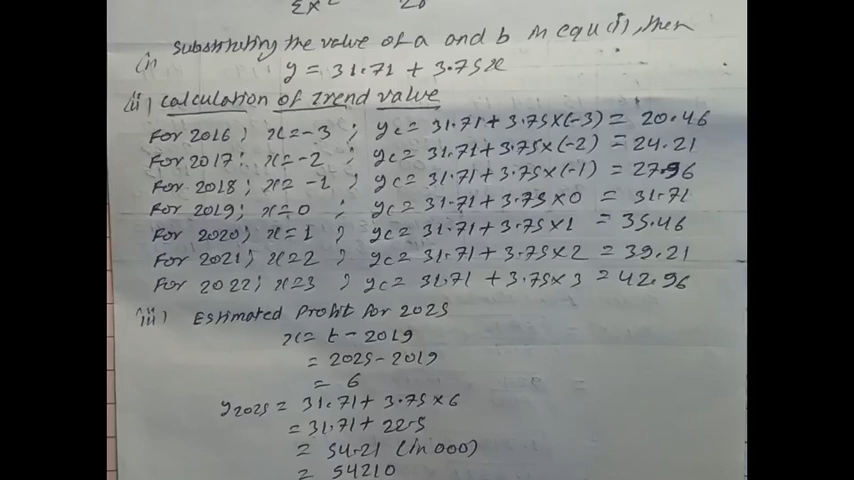 Σx² 28
(i) substituting the value of a and b in equ (i), then
y = 31.71 + 3.75x
(ii) calculation of Trend value
For 2016; x = -3 ; yc = 31.71 + 3.75 x (-3) = 20.46
For 2017; x = -2 ; yc = 31.71 + 3.75 x (-2) = 24.21
For 2018; x = -1 ; yc = 31.71 + 3.75 x (-1) = 27.96
For 2019; x = 0 ; yc = 31.71 + 3.75 x 0 = 31.71
For 2020; x = 1 ; yc = 31.71 + 3.75 x 1 = 35.46
For 2021; x = 2 ; yc = 31.71 + 3.75 x 2 = 39.21
For 2022; x = 3 ; yc = 31.71 + 3.75 x 3 = 42.96
(iii) Estimated Profit for 2025
x = t - 2019
= 2025 - 2019
= 6
y2025 = 31.71 + 3.75 x 6
= 31.71 + 22.5
= 54.21 (in 000)
= 54210